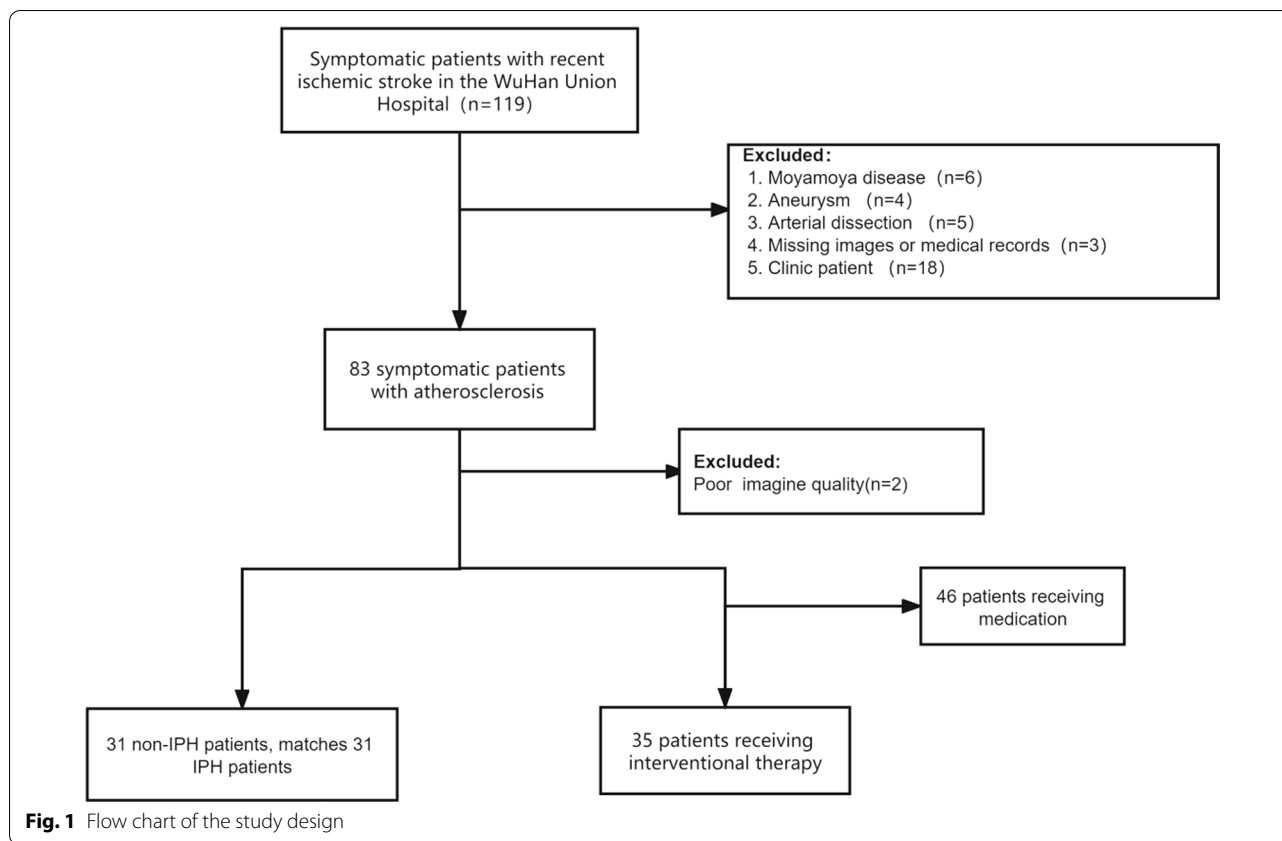 Symptomatic patients with recent
ischemic stroke in the WuHan Union
Hospital (n=119)
Excluded:
1. Moyamoya disease (n=6)
2. Aneurysm (n=4)
3. Arterial dissection (n=5)
4. Missing images or medical records (n=3)
5. Clinic patient (n=18)
83 symptomatic patients
with atherosclerosis
Excluded:
Poor imagine quality(n=2)
46 patients receiving
medication
31 non-IPH patients, matches 31
IPH patients
35 patients receiving
interventional therapy
Fig. 1 Flow chart of the study design